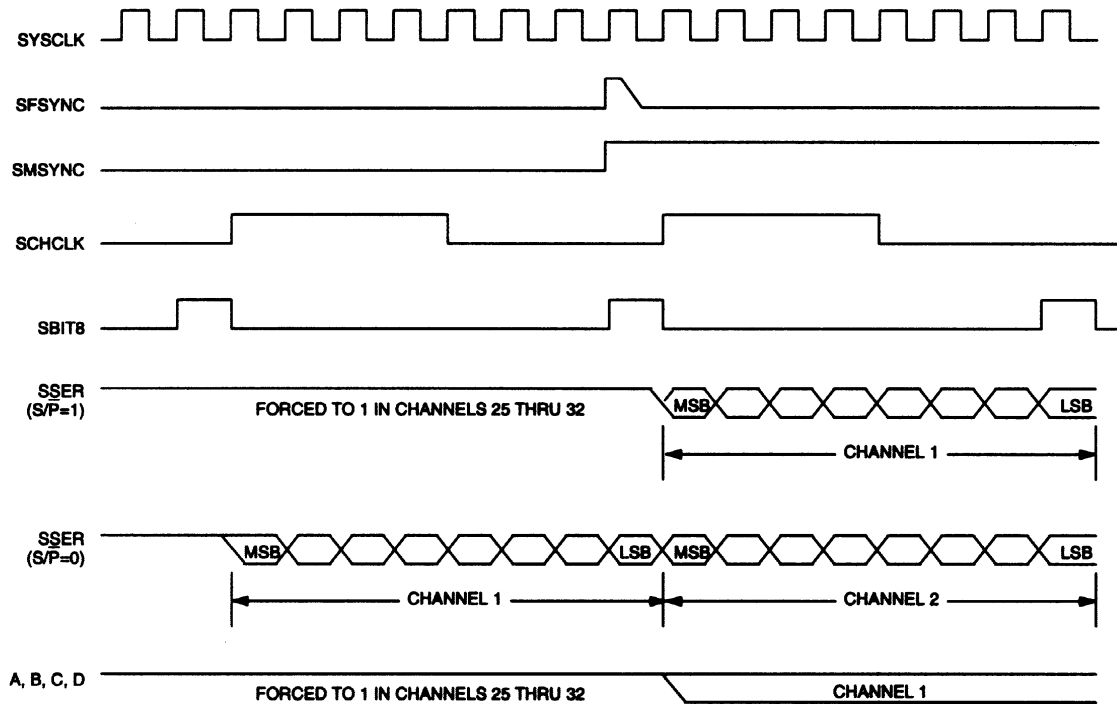 SYSCLK
SFSYNC
SMSYNC
SCHCLK
SBIT8
SSER
(S/P̅=1)
FORCED TO 1 IN CHANNELS 25 THRU 32
MSB
LSB
CHANNEL 1
SSER
(S/P̅=0)
MSB
LSB
MSB
LSB
CHANNEL 1
CHANNEL 2
A, B, C, D
FORCED TO 1 IN CHANNELS 25 THRU 32
CHANNEL 1